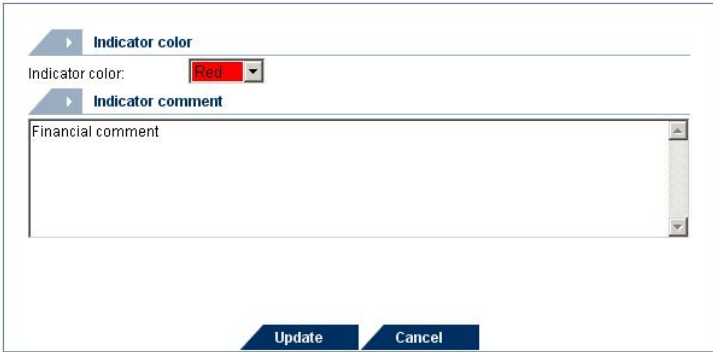 Indicator color
Indicator color: Red
Indicator comment
Financial comment
Update Cancel